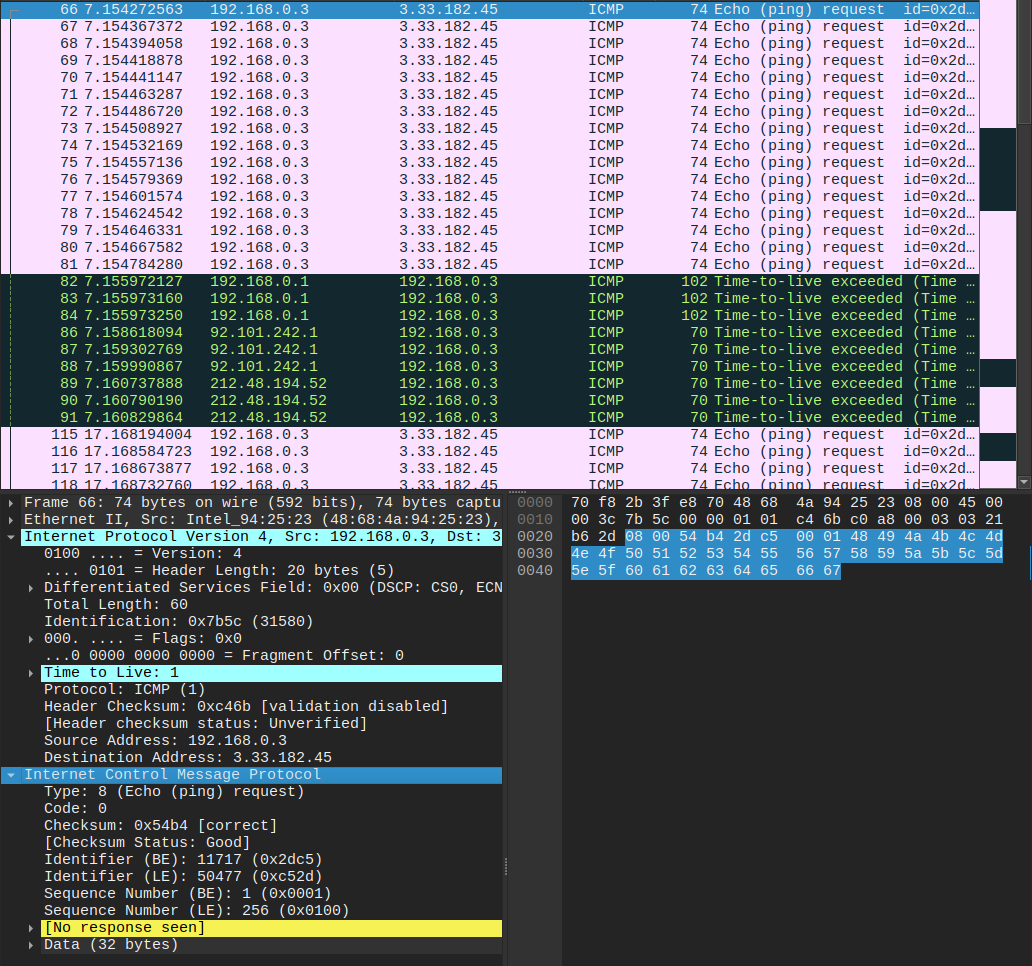 66 7.154272563 192.168.0.3 3.33.182.45 ICMP 74 Echo (ping) request id=0x2d…
67 7.154367372 192.168.0.3 3.33.182.45 ICMP 74 Echo (ping) request id=0x2d…
68 7.154394058 192.168.0.3 3.33.182.45 ICMP 74 Echo (ping) request id=0x2d…
69 7.154418878 192.168.0.3 3.33.182.45 ICMP 74 Echo (ping) request id=0x2d…
70 7.154441147 192.168.0.3 3.33.182.45 ICMP 74 Echo (ping) request id=0x2d…
71 7.154463287 192.168.0.3 3.33.182.45 ICMP 74 Echo (ping) request id=0x2d…
72 7.154486720 192.168.0.3 3.33.182.45 ICMP 74 Echo (ping) request id=0x2d…
73 7.154508927 192.168.0.3 3.33.182.45 ICMP 74 Echo (ping) request id=0x2d…
74 7.154532169 192.168.0.3 3.33.182.45 ICMP 74 Echo (ping) request id=0x2d…
75 7.154557136 192.168.0.3 3.33.182.45 ICMP 74 Echo (ping) request id=0x2d…
76 7.154579369 192.168.0.3 3.33.182.45 ICMP 74 Echo (ping) request id=0x2d…
77 7.154601574 192.168.0.3 3.33.182.45 ICMP 74 Echo (ping) request id=0x2d…
78 7.154624542 192.168.0.3 3.33.182.45 ICMP 74 Echo (ping) request id=0x2d…
79 7.154646331 192.168.0.3 3.33.182.45 ICMP 74 Echo (ping) request id=0x2d…
80 7.154667582 192.168.0.3 3.33.182.45 ICMP 74 Echo (ping) request id=0x2d…
81 7.154784280 192.168.0.3 3.33.182.45 ICMP 74 Echo (ping) request id=0x2d…
82 7.155972127 192.168.0.1 192.168.0.3 ICMP 102 Time-to-live exceeded (Time …
83 7.155973160 192.168.0.1 192.168.0.3 ICMP 102 Time-to-live exceeded (Time …
84 7.155973250 192.168.0.1 192.168.0.3 ICMP 102 Time-to-live exceeded (Time …
86 7.158618094 92.101.242.1 192.168.0.3 ICMP 70 Time-to-live exceeded (Time …
87 7.159302769 92.101.242.1 192.168.0.3 ICMP 70 Time-to-live exceeded (Time …
88 7.159990867 92.101.242.1 192.168.0.3 ICMP 70 Time-to-live exceeded (Time …
89 7.160737888 212.48.194.52 192.168.0.3 ICMP 70 Time-to-live exceeded (Time …
90 7.160790190 212.48.194.52 192.168.0.3 ICMP 70 Time-to-live exceeded (Time …
91 7.160829864 212.48.194.52 192.168.0.3 ICMP 70 Time-to-live exceeded (Time …
115 17.168194004 192.168.0.3 3.33.182.45 ICMP 74 Echo (ping) request id=0x2d…
116 17.168584723 192.168.0.3 3.33.182.45 ICMP 74 Echo (ping) request id=0x2d…
117 17.168673877 192.168.0.3 3.33.182.45 ICMP 74 Echo (ping) request id=0x2d…
118 17.168732760 192.168.0.3 3.33.182.45 ICMP 74 Echo (ping) request id=0x2d…
Frame 66: 74 bytes on wire (592 bits), 74 bytes captu
Ethernet II, Src: Intel_94:25:23 (48:68:4a:94:25:23),
Internet Protocol Version 4, Src: 192.168.0.3, Dst: 3
0100 .... = Version: 4
.... 0101 = Header Length: 20 bytes (5)
Differentiated Services Field: 0x00 (DSCP: CS0, ECN
Total Length: 60
Identification: 0x7b5c (31580)
000. .... = Flags: 0x0
...0 0000 0000 0000 = Fragment Offset: 0
Time to Live: 1
Protocol: ICMP (1)
Header Checksum: 0xc46b [validation disabled]
[Header checksum status: Unverified]
Source Address: 192.168.0.3
Destination Address: 3.33.182.45
Internet Control Message Protocol
Type: 8 (Echo (ping) request)
Code: 0
Checksum: 0x54b4 [correct]
[Checksum Status: Good]
Identifier (BE): 11717 (0x2dc5)
Identifier (LE): 50477 (0xc52d)
Sequence Number (BE): 1 (0x0001)
Sequence Number (LE): 256 (0x0100)
[No response seen]
Data (32 bytes)
0000 70 f8 2b 3f e8 70 48 68 4a 94 25 23 08 00 45 00
0010 00 3c 7b 5c 00 00 01 01 c4 6b c0 a8 00 03 03 21
0020 b6 2d 08 00 54 b4 2d c5 00 01 48 49 4a 4b 4c 4d
0030 4e 4f 50 51 52 53 54 55 56 57 58 59 5a 5b 5c 5d
0040 5e 5f 60 61 62 63 64 65 66 67